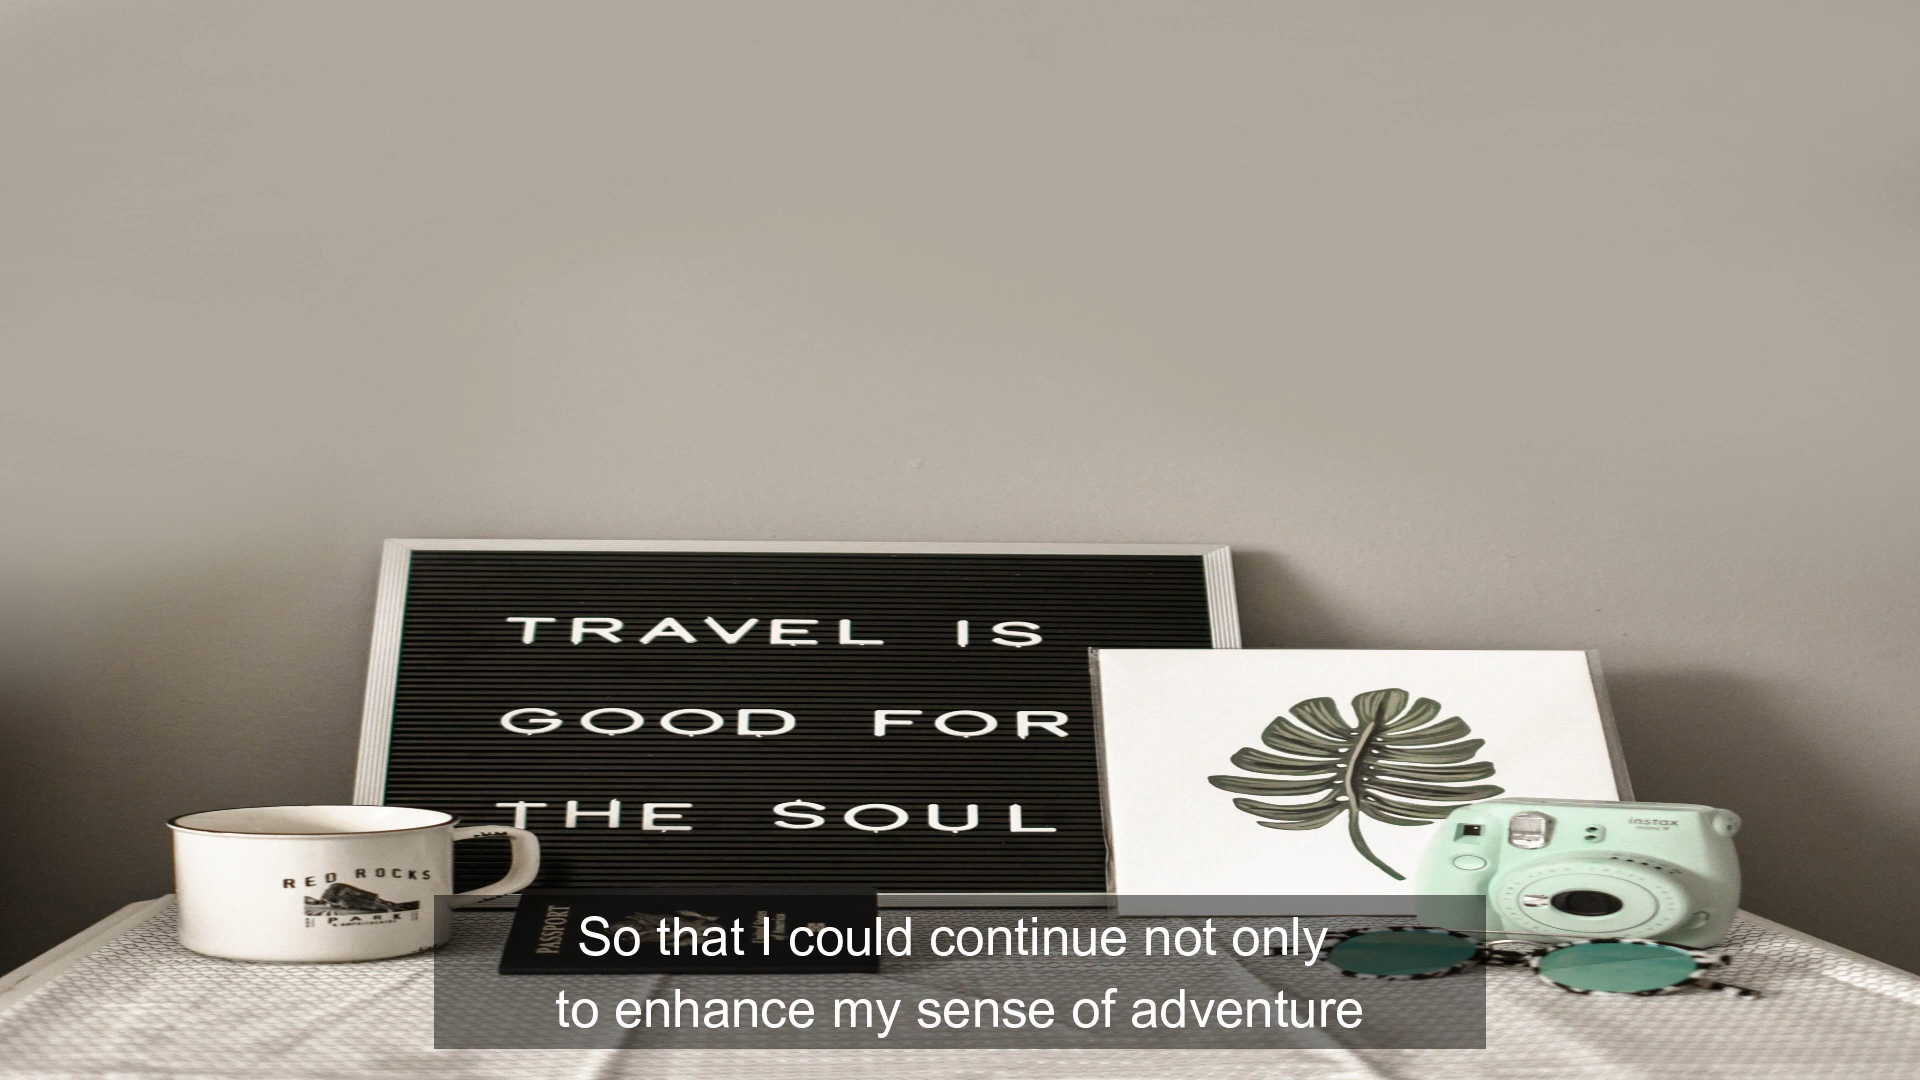 TRAVEL IS
GOOD FOR
THE SOUL
instax
RED ROCKS
PARK
PASSPORT
So that I could continue not only
to enhance my sense of adventure